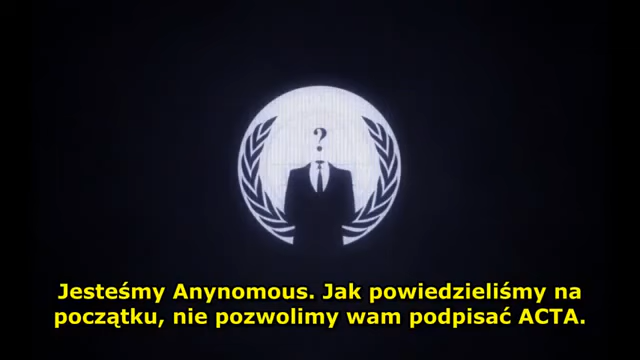 ?
Jesteśmy Anynomous. Jak powiedzieliśmy na
początku, nie pozwolimy wam podpisać ACTA.